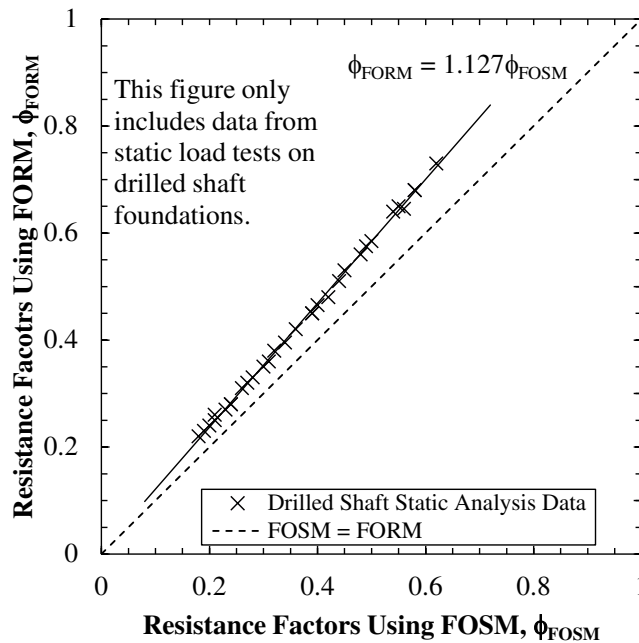 1
0.8
0.6
0.4
0.2
0
0
0.2
0.4
0.6
0.8
Resistance Facotrs Using FORM, ϕFORM
ϕFORM = 1.127ϕFOSM
This figure only
includes data from
static load tests on
drilled shaft
foundations.
Drilled Shaft Static Analysis Data
FOSM = FORM
Resistance Factors Using FOSM, ϕFOSM